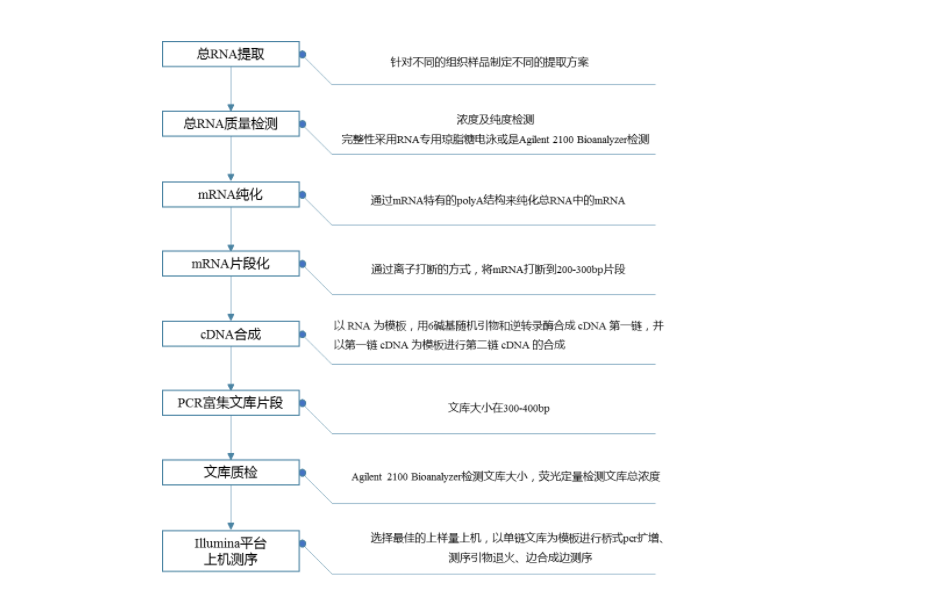 总RNA提取
针对不同的组织样品制定不同的提取方案
总RNA质量检测
浓度及纯度检测
完整性采用RNA专用琼脂糖电泳或是Agilent 2100 Bioanalyzer检测
mRNA纯化
通过mRNA特有的polyA结构来纯化总RNA中的mRNA
mRNA片段化
通过离子打断的方式，将mRNA打断到200-300bp片段
cDNA合成
以 RNA 为模板，用6碱基随机引物和逆转录酶合成 cDNA 第一链，并
以第一链 cDNA 为模板进行第二链 cDNA 的合成
PCR富集文库片段
文库大小在300-400bp
文库质检
Agilent 2100 Bioanalyzer检测文库大小，荧光定量检测文库总浓度
Illumina平台
上机测序
选择最佳的上样量上机，以单链文库为模板进行桥式pcr扩增、
测序引物退火、边合成边测序